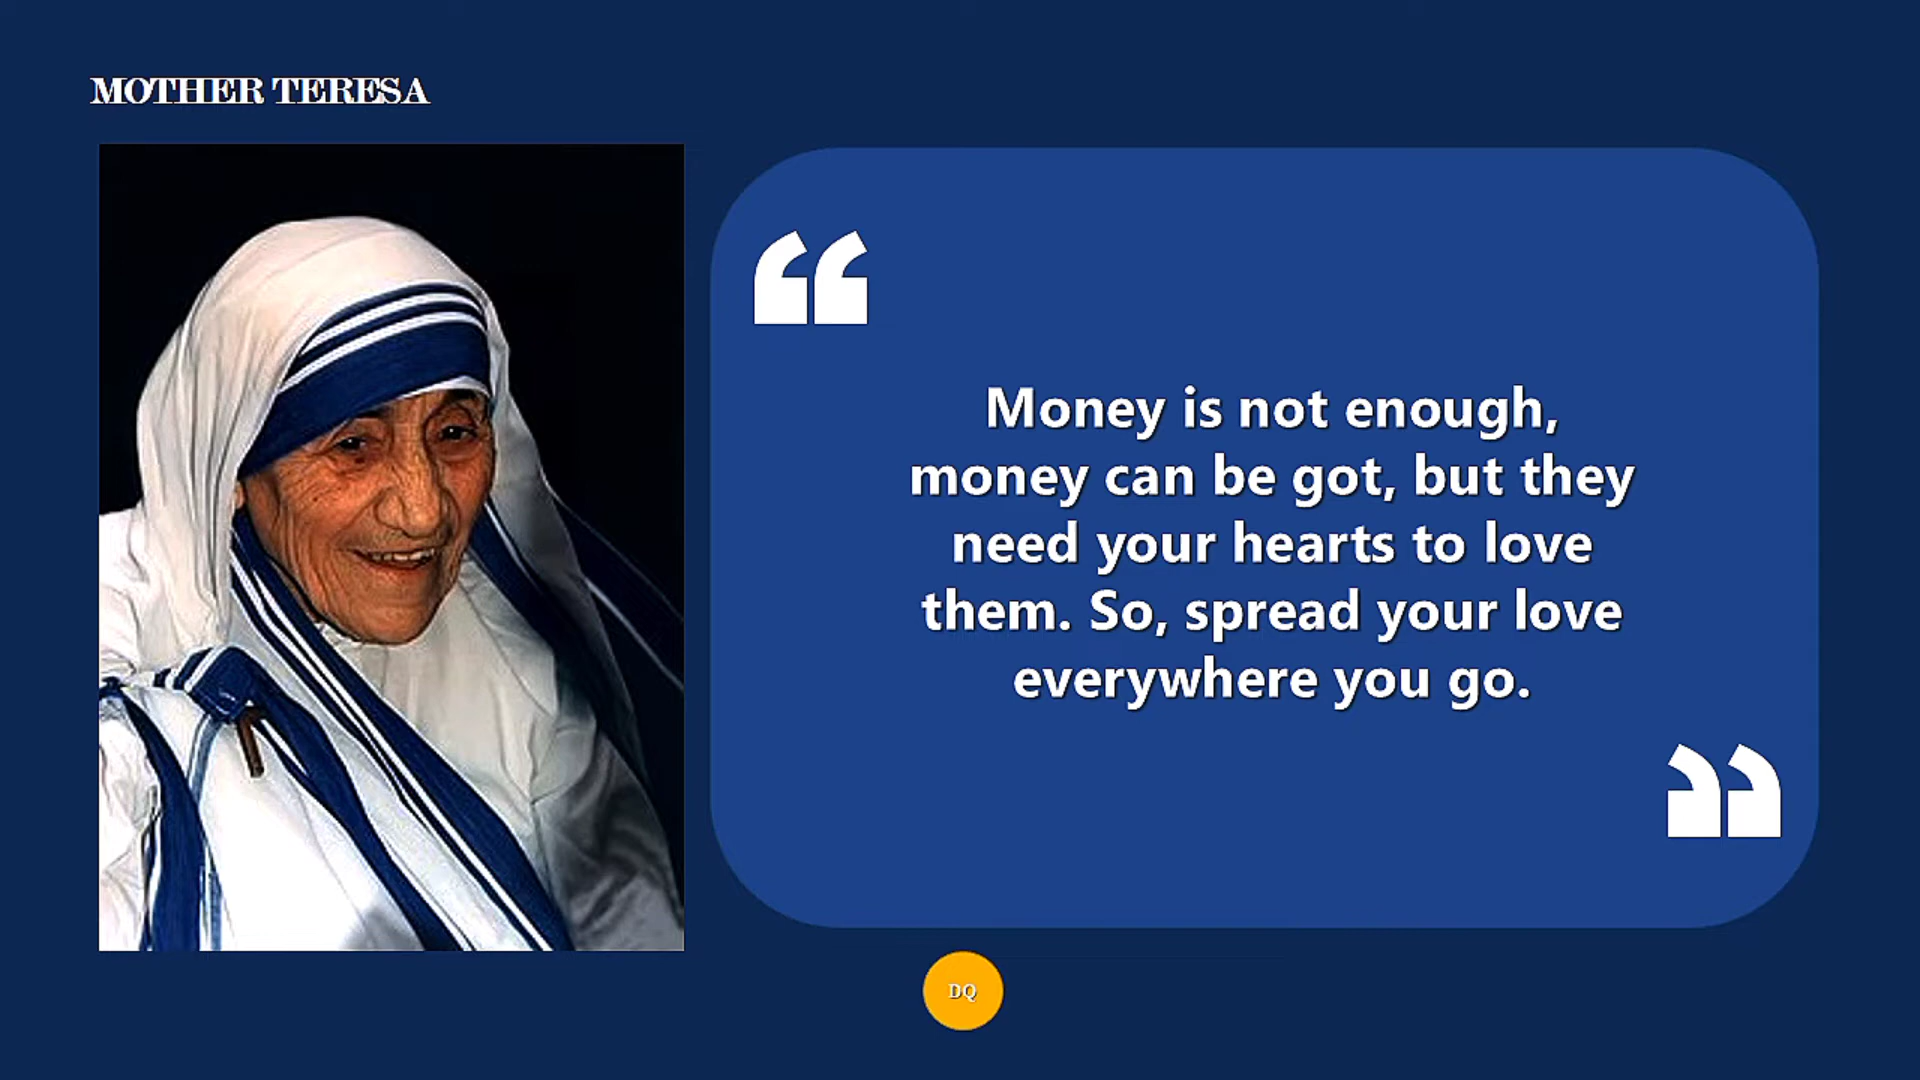 MOTHER TERESA
Money is not enough,
money can be got, but they
need your hearts to love
them. So, spread your love
everywhere you go.
DQ